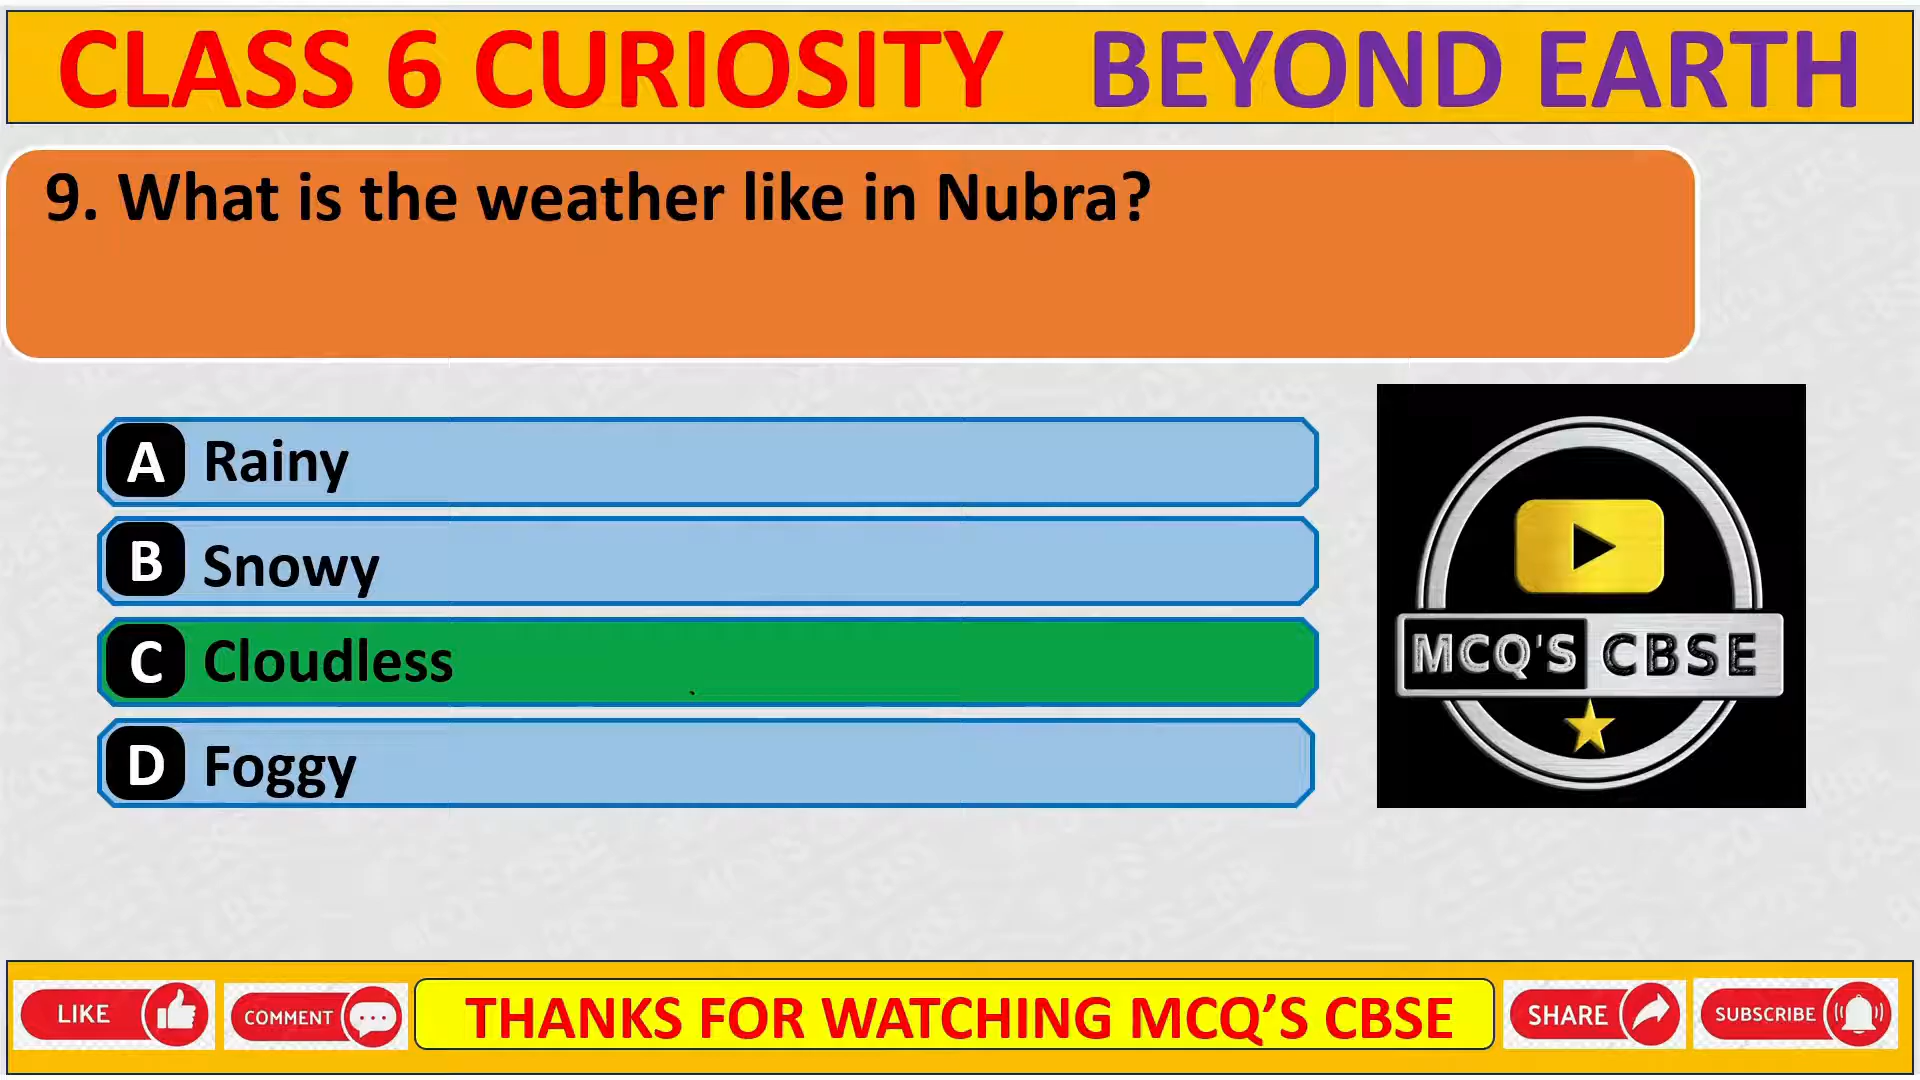 CLASS 6 CURIOSITY BEYOND EARTH
9. What is the weather like in Nubra?
A Rainy
B Snowy
C Cloudless
D Foggy
MCQ'S CBSE
LIKE
COMMENT
THANKS FOR WATCHING MCQ’S CBSE
SHARE
SUBSCRIBE